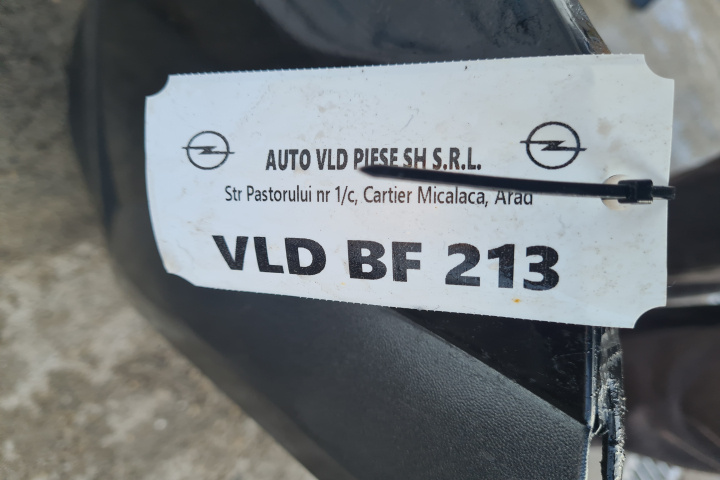 AUTO VLD PIESE SH S.R.L.
Str Pastorului nr 1/c, Cartier Micalaca, Arad
VLD BF 213